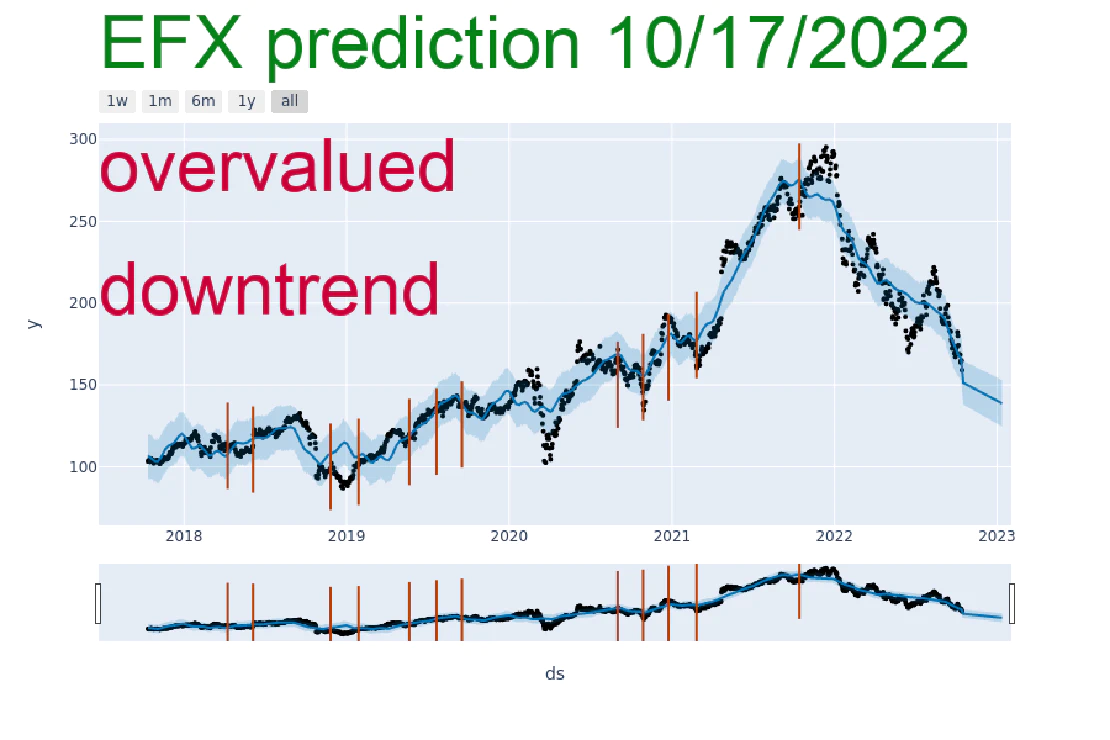 EFX prediction 10/17/2022
1w 1m 6m 1y all
300
overvalued
250
downtrend
200
y
150
100
2018 2019 2020 2021 2022 2023
ds